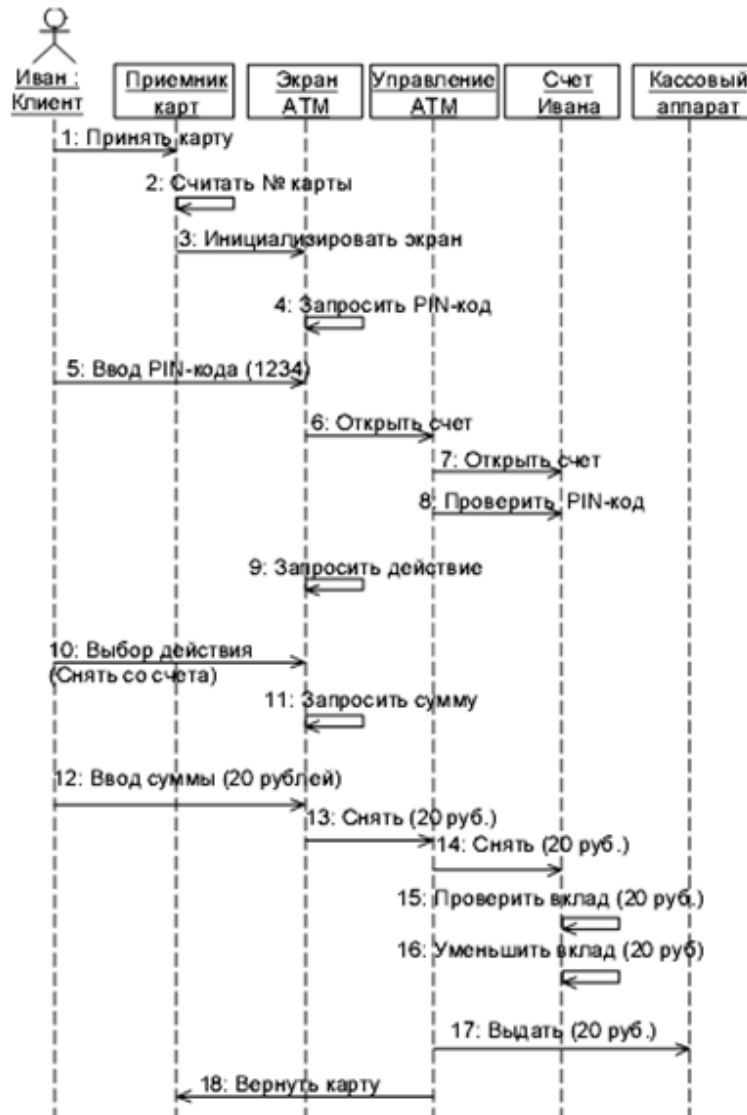 Иван :
Клиент
Приемник
карт
Экран
АТМ
Управление
АТМ
Счет
Ивана
Кассовый
аппарат
1: Принять карту
2: Считать № карты
3: Инициализировать экран
4: Запросить PIN-код
5: Ввод PIN-кода (1234)
6: Открыть счет
7: Открыть счет
8: Проверить PIN-код
9: Запросить действие
10: Выбор действия
(Снять со счета)
11: Запросить сумму
12: Ввод суммы (20 рублей)
13: Снять (20 руб.)
14: Снять (20 руб.)
15: Проверить вклад (20 руб.)
16: Уменьшить вклад (20 руб)
17: Выдать (20 руб.)
18: Вернуть карту